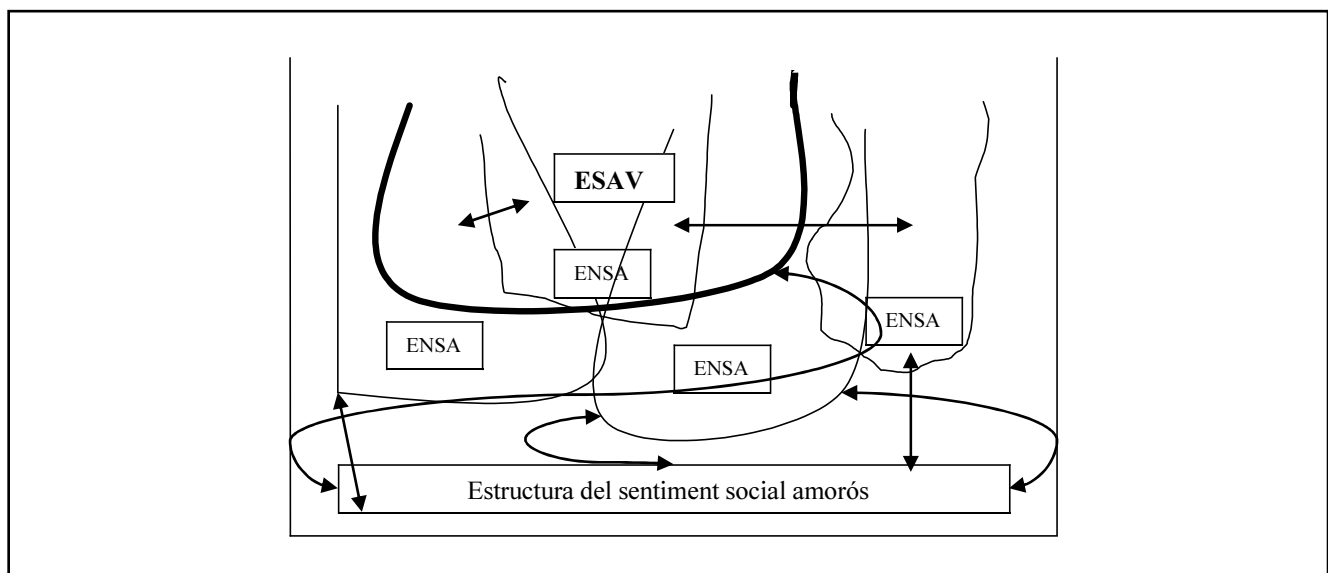 ESAV
ENSA
ENSA
ENSA
ENSA
Estructura del sentiment social amorós